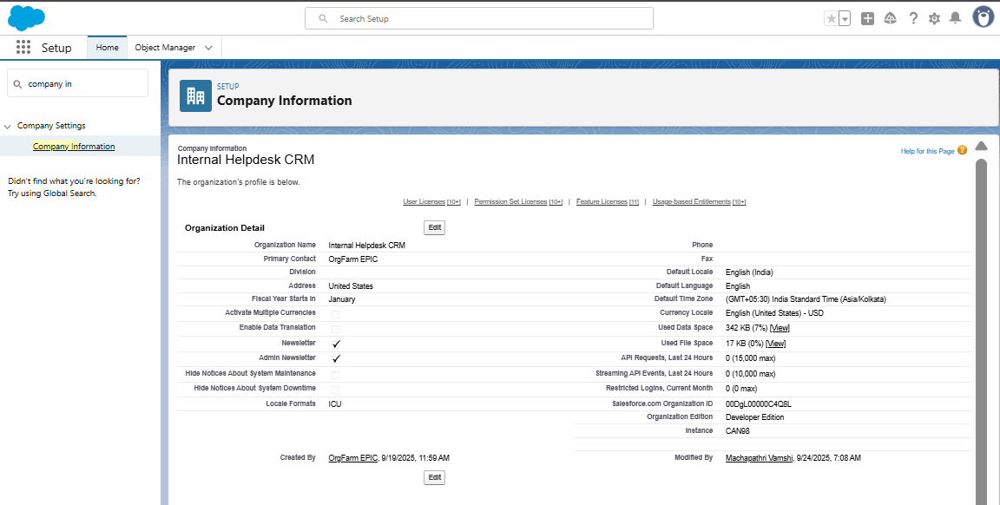 Search Setup
Setup
Home
Object Manager
company in
Company Settings
Company Information
Didn't find what you're looking for?
Try using Global Search.
SETUP
Company Information
Company Information
Internal Helpdesk CRM
Help for this Page ?
The organization's profile is below.
User Licenses [10+] | Permission Set Licenses [10+] | Feature Licenses [11] | Usage-based Entitlements [10+]
Organization Detail
Edit
Organization Name Internal Helpdesk CRM Phone
Primary Contact OrgFarm EPIC Fax
Division Default Locale English (India)
Address United States Default Language English
Fiscal Year Starts In January Default Time Zone (GMT+05:30) India Standard Time (Asia/Kolkata)
Activate Multiple Currencies Currency Locale English (United States) - USD
Enable Data Translation Used Data Space 342 KB (7%) [View]
Newsletter ✓ Used File Space 17 KB (0%) [View]
Admin Newsletter ✓ API Requests, Last 24 Hours 0 (15,000 max)
Hide Notices About System Maintenance Streaming API Events, Last 24 Hours 0 (10,000 max)
Hide Notices About System Downtime Restricted Logins, Current Month 0 (0 max)
Locale Formats ICU Salesforce.com Organization ID 00DgL00000C4Q8L
Organization Edition Developer Edition
Instance CAN98
Created By OrgFarm EPIC, 9/19/2025, 11:59 AM Modified By Machapathri Vamshi, 9/24/2025, 7:08 AM
Edit